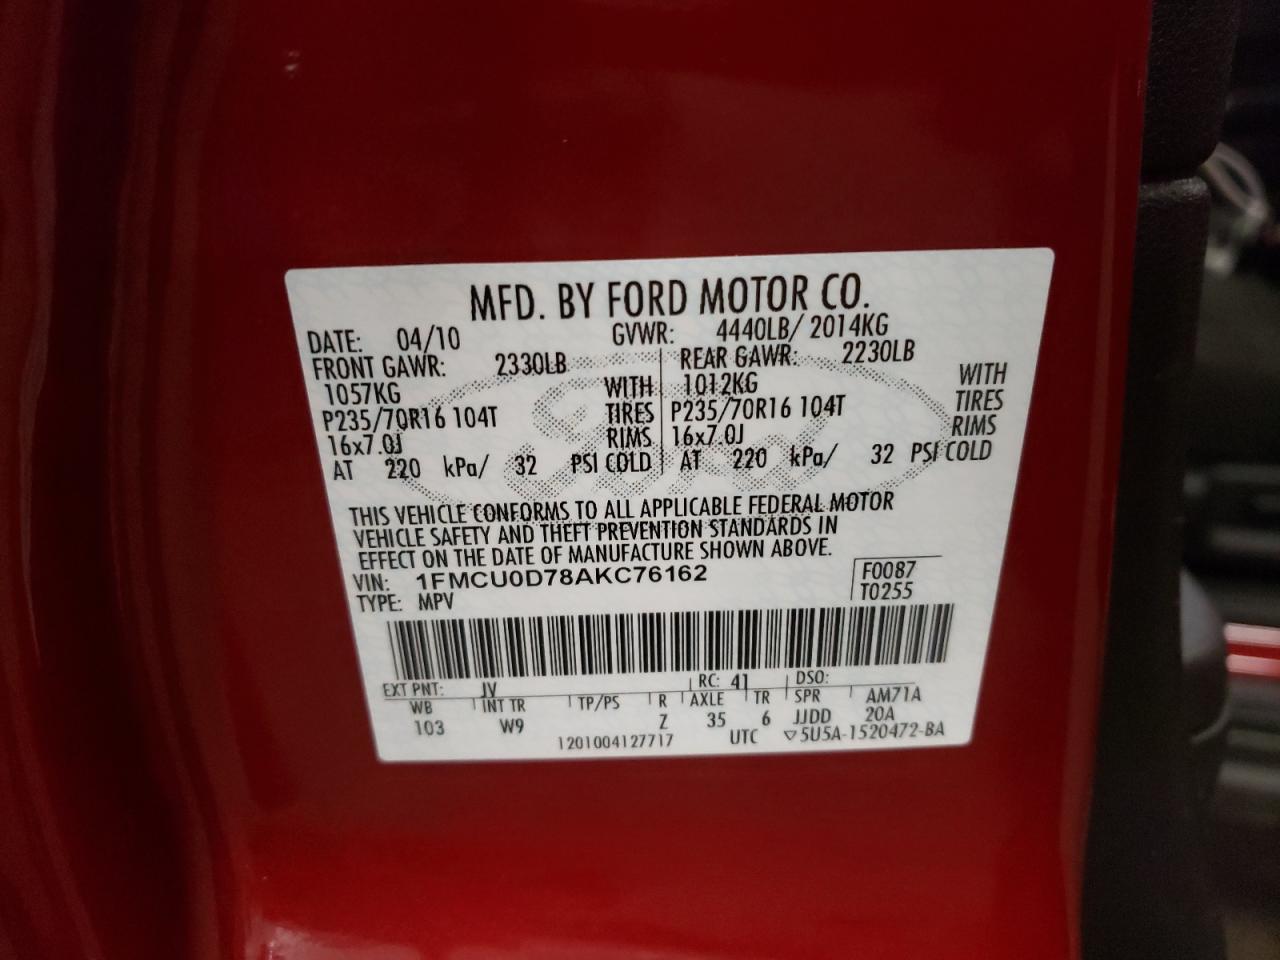 MFD. BY FORD MOTOR CO.
DATE: 04/10 GVWR: 4440LB/ 2014KG
FRONT GAWR: 2330LB REAR GAWR: 2230LB
1057KG WITH 1012KG WITH
P235/70R16 104T TIRES P235/70R16 104T TIRES
16x7.0J RIMS 16x7.0J RIMS
AT 220 kPa/ 32 PSI COLD AT 220 kPa/ 32 PSI COLD
Ford
THIS VEHICLE CONFORMS TO ALL APPLICABLE FEDERAL MOTOR
VEHICLE SAFETY AND THEFT PREVENTION STANDARDS IN
EFFECT ON THE DATE OF MANUFACTURE SHOWN ABOVE.
VIN: 1FMCU0D78AKC76162 F0087
TYPE: MPV T0255
EXT PNT: JV RC: 41 DSO:
WB INT TR TP/PS R AXLE TR SPR AM71A
103 W9 Z 35 6 JJDD 20A
1201004127717 UTC ▽5U5A-1520472-BA